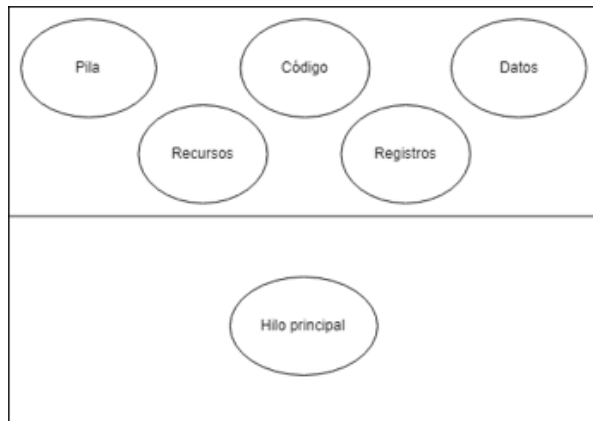 Pila
Código
Datos
Recursos
Registros
Hilo principal